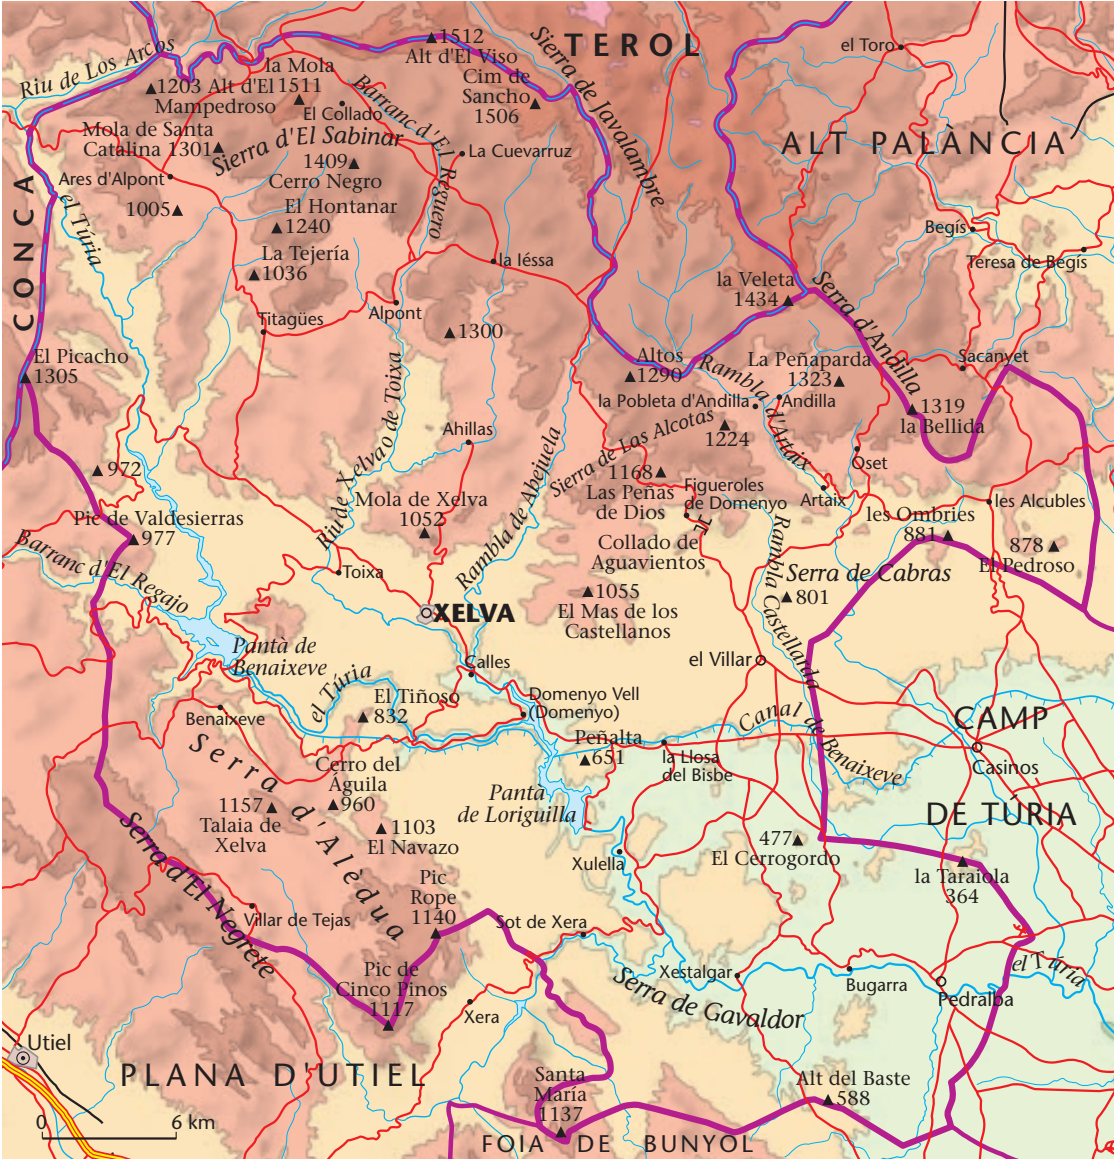 1512
Alt d'El Viso
TEROL
el Toro
Riu de Los Arcos
1203 Alt d'El
Mampedroso
la Mola
1511
El Collado
Barranc d'El Reguero
Cim de
Sancho
1506
Sierra de Javalambre
ALT PALÀNCIA
Mola de Santa
Catalina 1301
Sierra d'El Sabinar
1409
Cerro Negro
La Cuevarruz
CONCA
Ares d'Alpont
1005
El Hontanar
1240
el Túria
La Tejería
1036
la Iéssa
Begís
Teresa de Begís
la Veleta
1434
Serra d'Andilla
Titagües
Alpont
1300
El Picacho
1305
Riu de Xelva o de Toixa
Altos
1290
Rambla d'Artaix
La Peñaparda
1323
Sacanyet
la Pobleta d'Andilla
Andilla
1319
la Bellida
Ahillas
Rambla de Abejuela
Sierra de Las Alcotas
1224
972
1168
Las Peñas
de Dios
Figueroles
de Domenyo
Oset
Artaix
les Alcubles
Mola de Xelva
1052
Pic de Valdesierras
977
Collado de
Aguavientos
les Ombries
881
878
El Pedroso
Barranc d'El Regajo
Toixa
Rambla Castellarda
Serra de Cabras
801
1055
El Mas de los
Castellanos
XELVA
Pantà de
Benaixeve
Calles
el Villar
el Túria
El Tiñoso
832
Domenyo Vell
(Domenyo)
Benaixeve
Canal de Benaixeve
CAMP
DE TÚRIA
Casinos
Serra d'Aledua
Peñalta
651
la Llosa
del Bisbe
Cerro del
Águila
960
1157
Talaia de
Xelva
Pantà
de Loriguilla
1103
El Navazo
Serra d'El Negrete
Xulella
477
El Cerrogordo
la Taraiola
364
Pic
Rope
1140
Villar de Tejas
Sot de Xera
Pic de
Cinco Pinos
1117
Xestalgar
Serra de Gavaldor
Bugarra
Pedralba
el Túria
Xera
Utiel
PLANA D'UTIEL
Santa
María
1137
Alt del Baste
588
0 6 km
FOIA DE BUNYOL